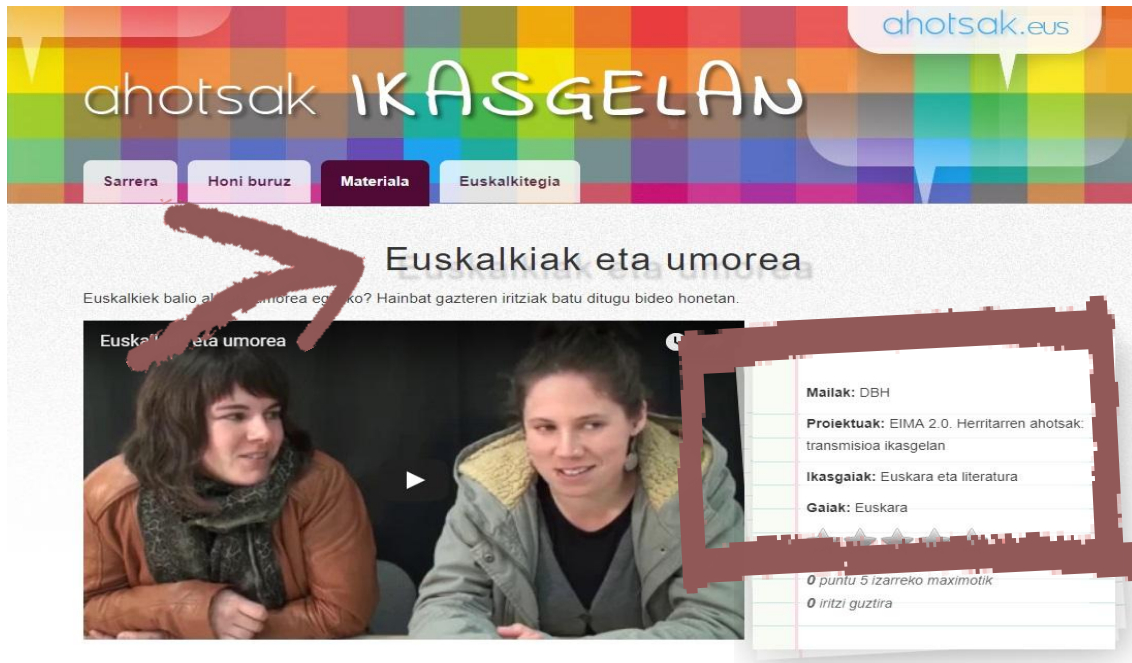 ahotsak.eus
ahotsak IKASGELAN
Sarrera Honi buruz Materiala Euskalkitegia
Euskalkiak eta umorea
Euskalkiek balio umorea Hainbat gazteren iritziak batu ditugu bideo honetan.
eta umorea
Mailak: DBH
Proiektuak: EIMA 2.0. Herritarren ahotsak:
transmisioa ikasgelan
Ikasgaiak: Euskara eta literatura
Gaiak: Euskara
0 puntu 5 izarreko maximotik
0 iritzi guztira